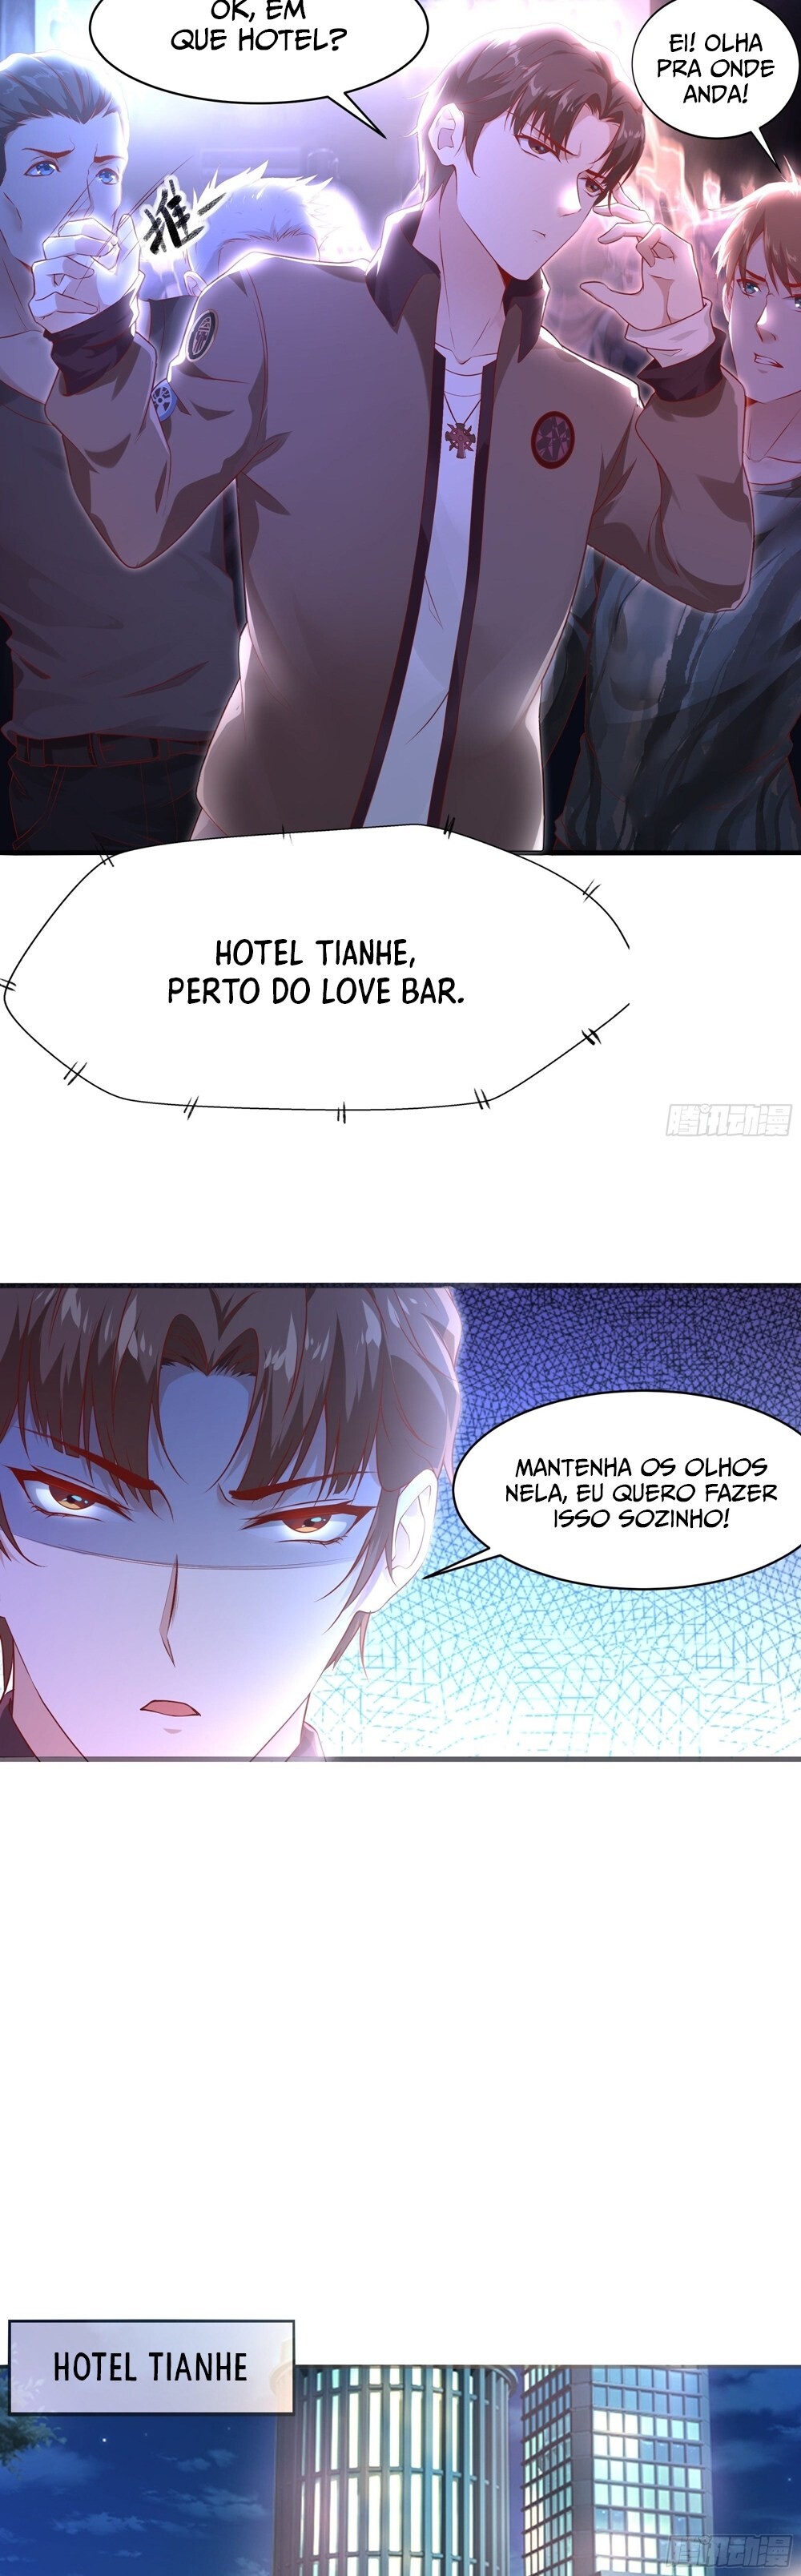 OK, EM
QUE HOTEL?
EI! OLHA
PRA ONDE
ANDA!
推
HOTEL TIANHE,
PERTO DO LOVE BAR.
腾讯动漫
MANTENHA OS OLHOS
NELA, EU QUERO FAZER
ISSO SOZINHO!
HOTEL TIANHE
腾讯动漫